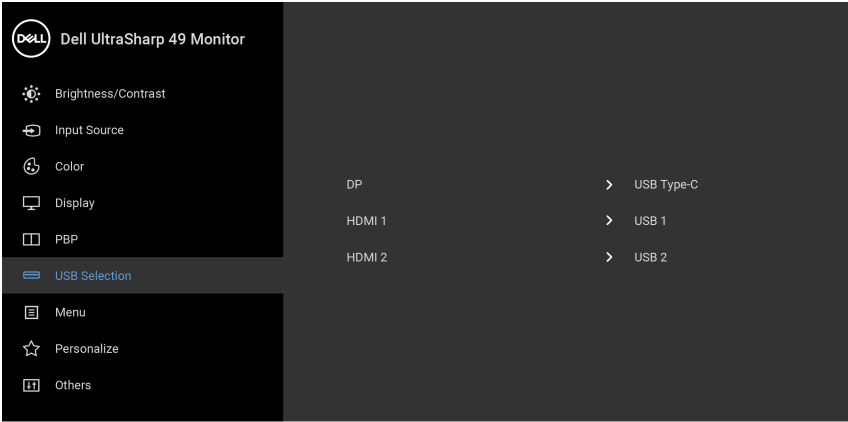 DELL Dell UltraSharp 49 Monitor
Brightness/Contrast
Input Source
Color
Display
PBP
USB Selection
Menu
Personalize
Others
DP USB Type-C
HDMI 1 USB 1
HDMI 2 USB 2